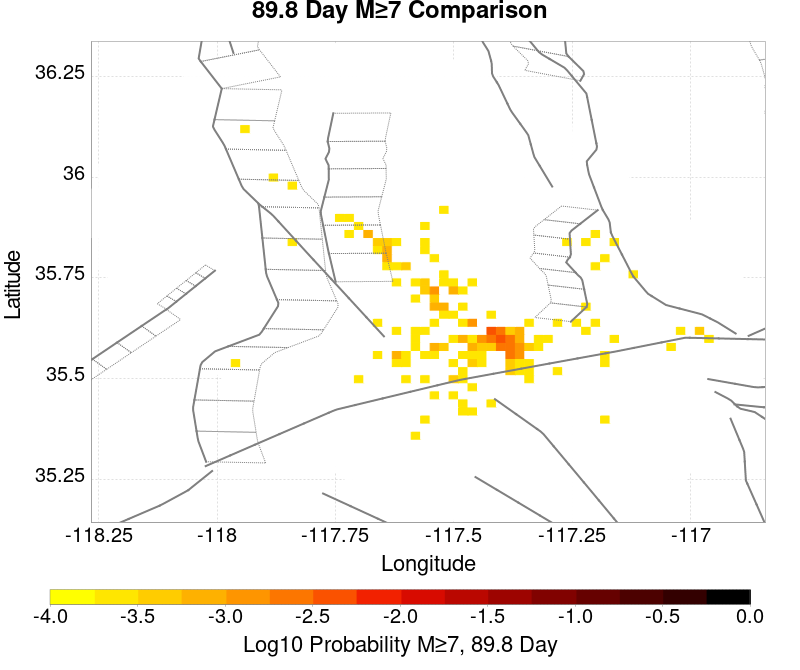 89.8 Day M≥7 Comparison
36.25
36
35.75
35.5
35.25
Latitude
-118.25 -118 -117.75 -117.5 -117.25 -117
Longitude
-4.0 -3.5 -3.0 -2.5 -2.0 -1.5 -1.0 -0.5 0.0
Log10 Probability M≥7, 89.8 Day